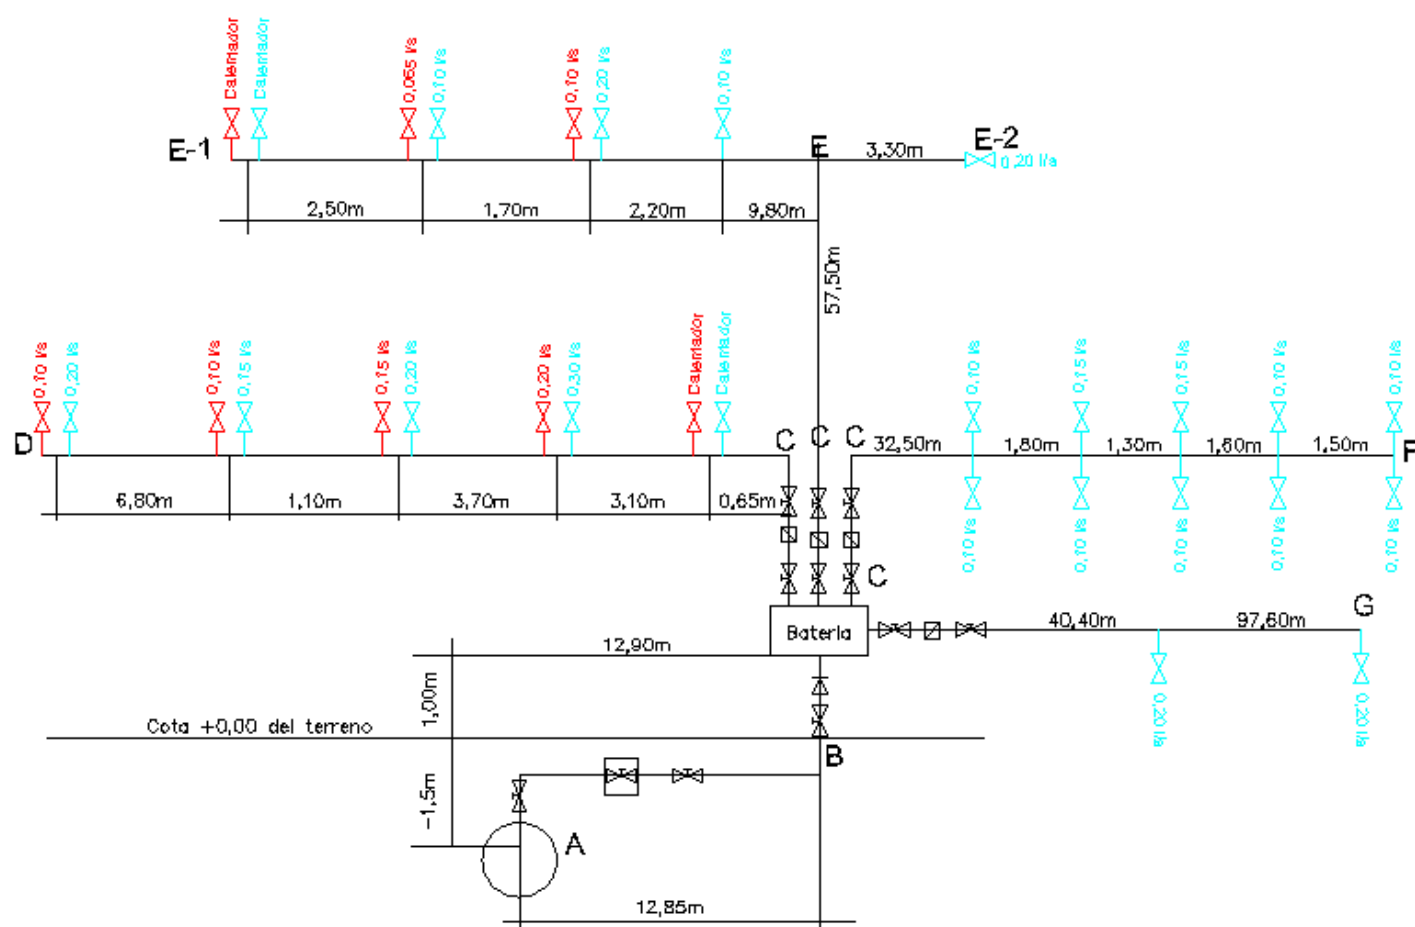 Calentador
Calentador
0,065 l/s
0,10 l/s
0,10 l/s
0,20 l/s
0,10 l/s
E-1
E
3,30m
E-2
0,20 l/s
2,50m
1,70m
2,20m
9,80m
57,50m
0,10 l/s
0,20 l/s
0,10 l/s
0,15 l/s
0,15 l/s
0,20 l/s
0,20 l/s
0,30 l/s
Calentador
Calentador
0,10 l/s
0,15 l/s
0,15 l/s
0,10 l/s
0,10 l/s
D
C
C
C
32,50m
1,80m
1,30m
1,60m
1,50m
F
6,80m
1,10m
3,70m
3,10m
0,65m
0,10 l/s
0,10 l/s
0,10 l/s
0,10 l/s
0,10 l/s
C
Batería
40,40m
97,60m
G
12,90m
1,00m
0,20 l/s
0,20 l/s
Cota +0,00 del terreno
B
-1,5m
A
12,85m